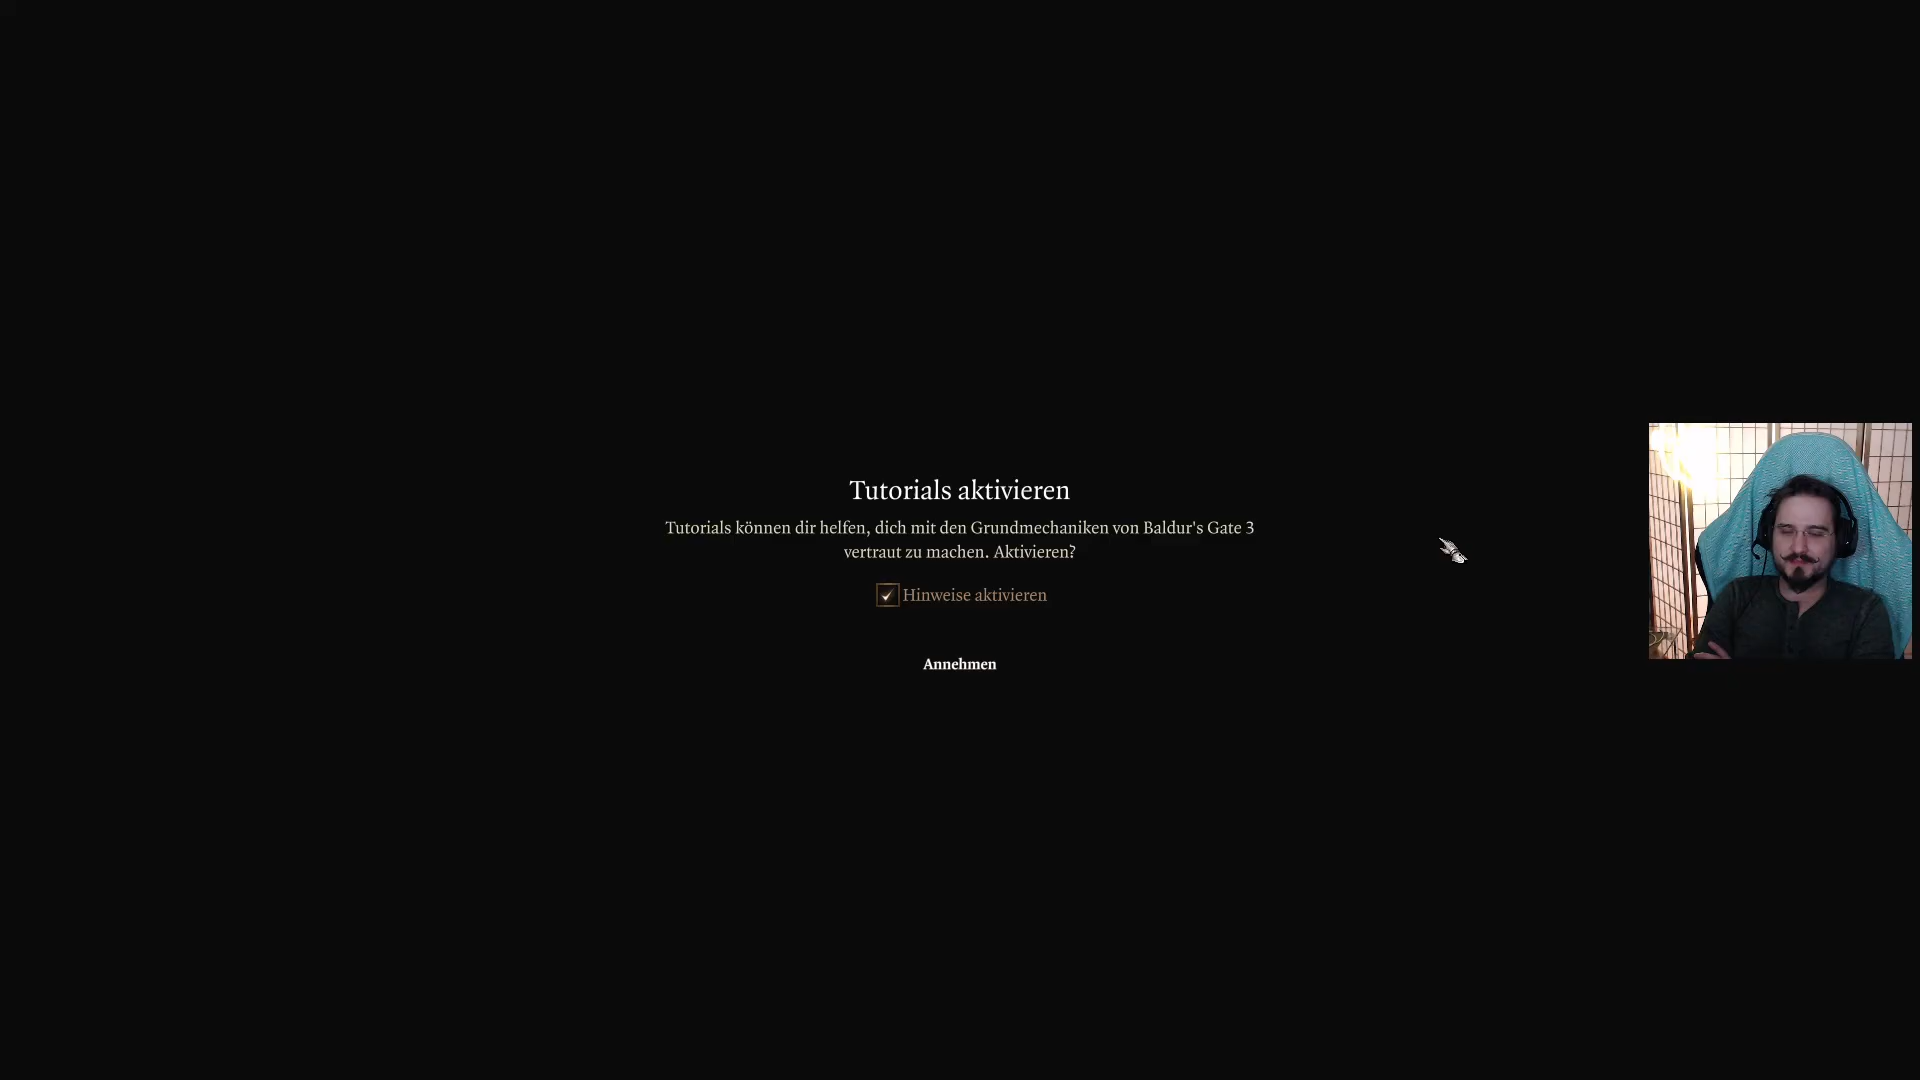 Tutorials aktivieren
Tutorials können dir helfen, dich mit den Grundmechaniken von Baldur's Gate 3
vertraut zu machen. Aktivieren?
Hinweise aktivieren
Annehmen